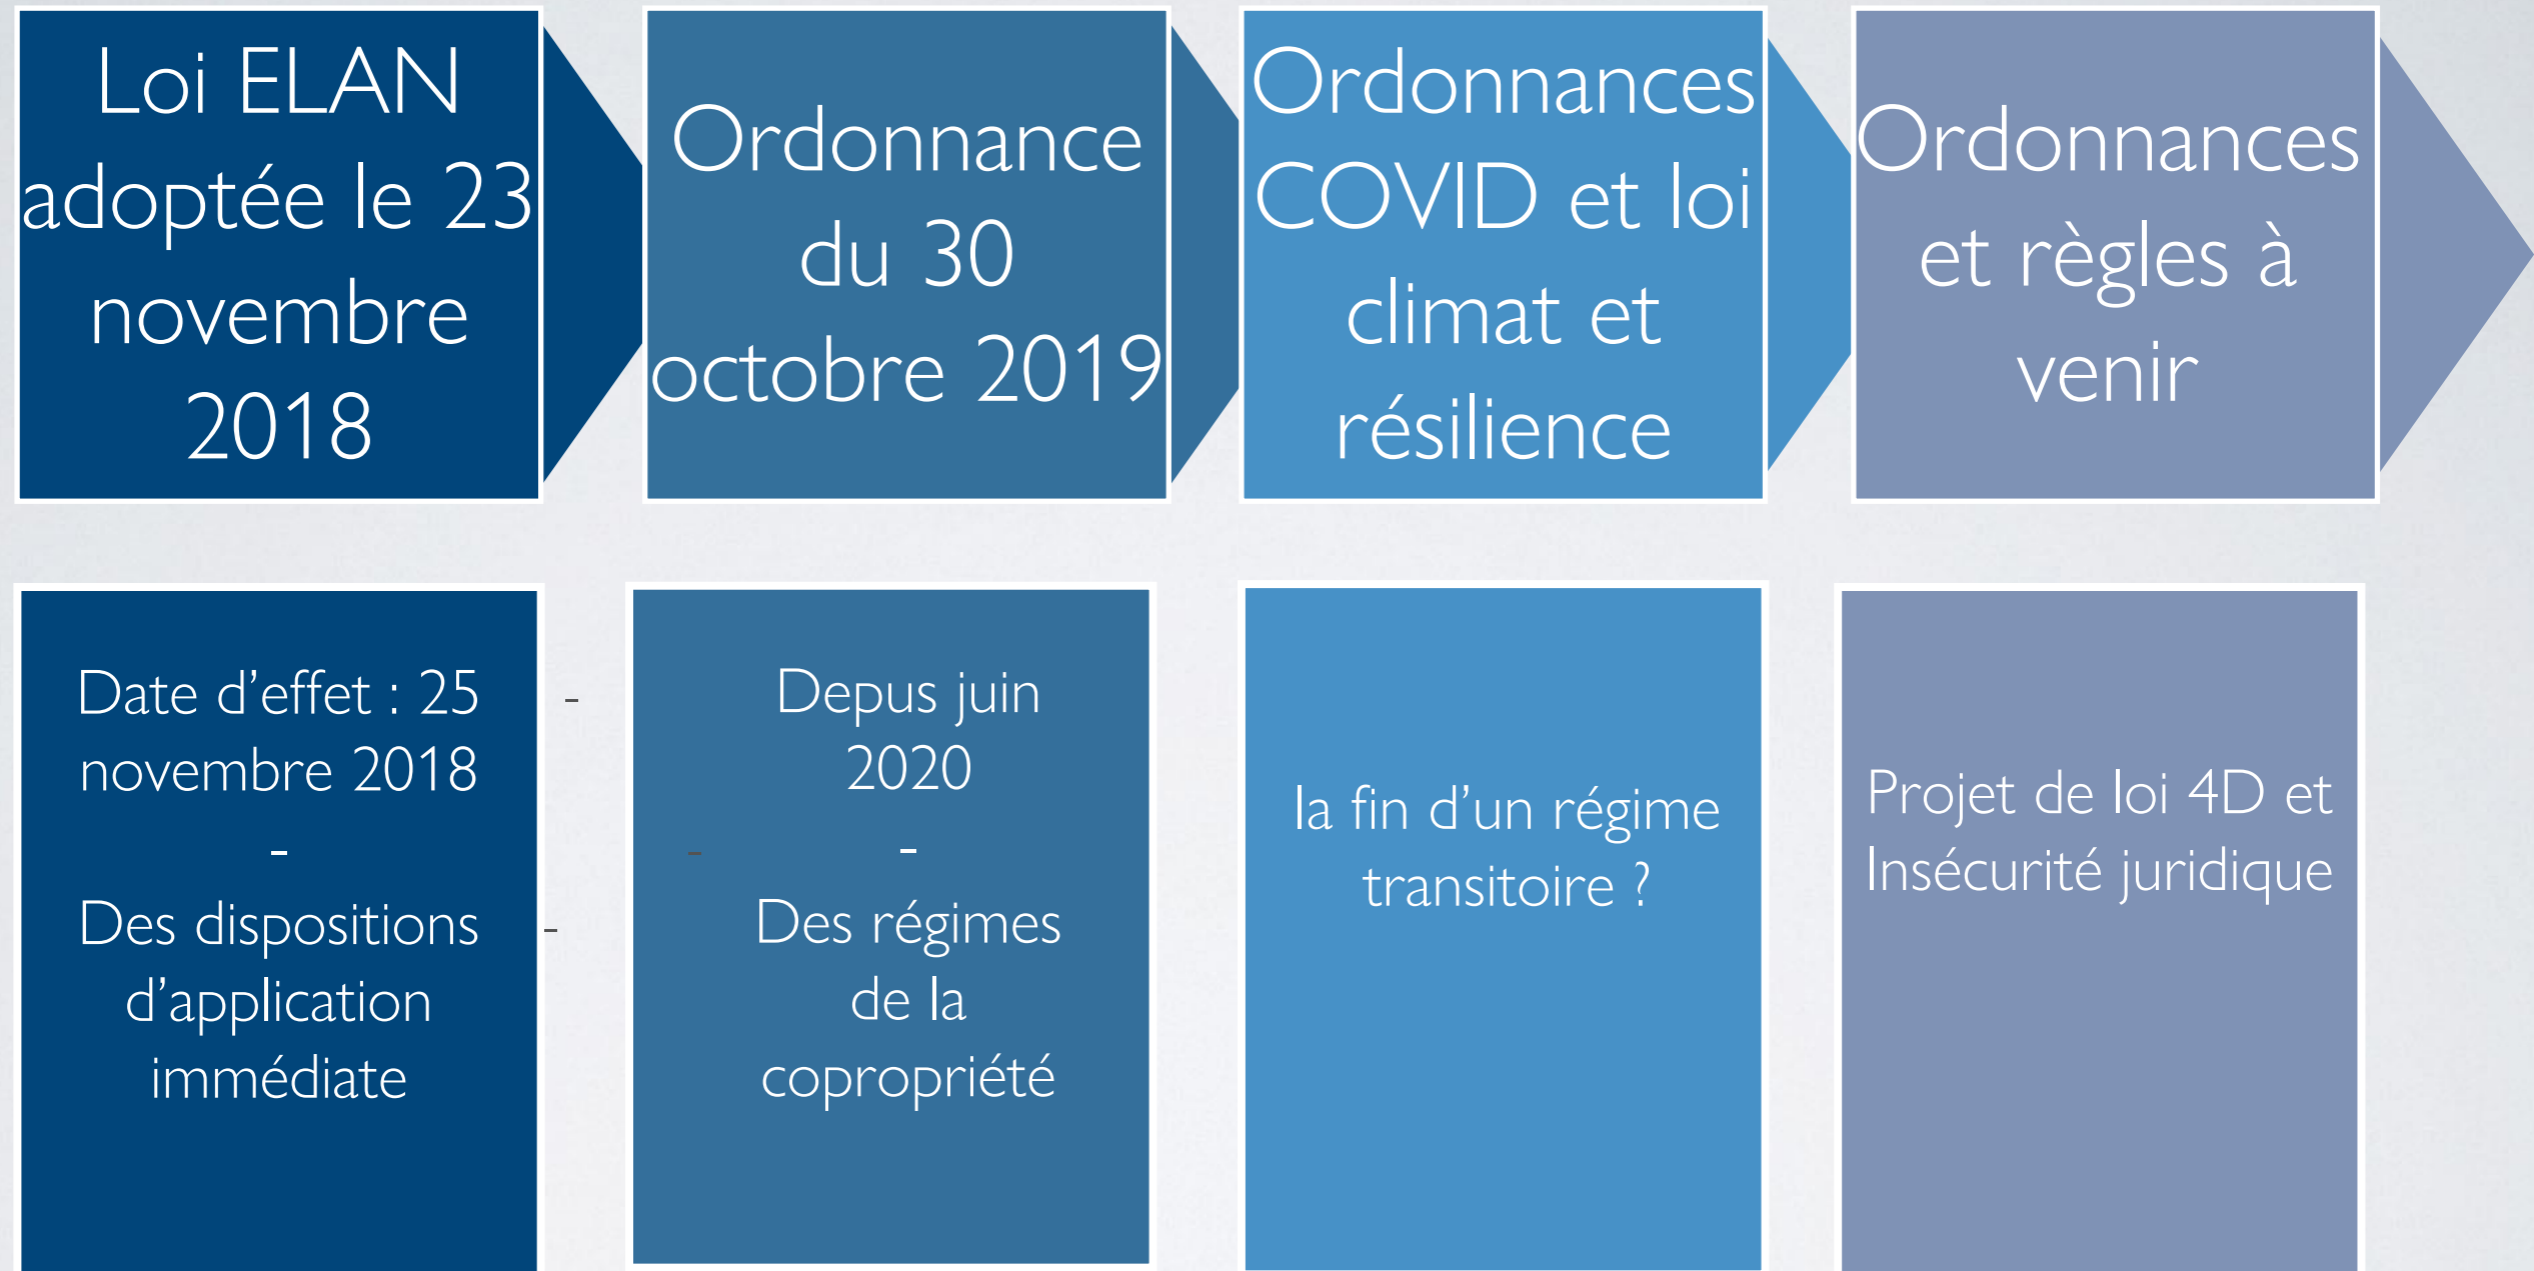 Loi ELAN
adoptée le 23
novembre
2018
Ordonnance
du 30
octobre 2019
Ordonnances
COVID et loi
climat et
résilience
Ordonnances
et règles à
venir
Date d’effet : 25
novembre 2018
-
Des dispositions
d’application
immédiate
-
-
-
Depus juin
2020
-
Des régimes
de la
copropriété
la fin d’un régime
transitoire ?
Projet de loi 4D et
Insécurité juridique